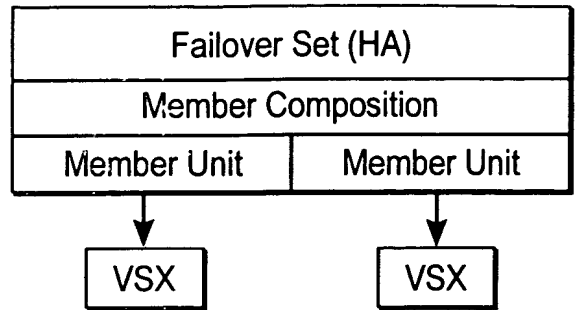 Failover Set (HA)
Member Composition
Member Unit Member Unit
VSX VSX